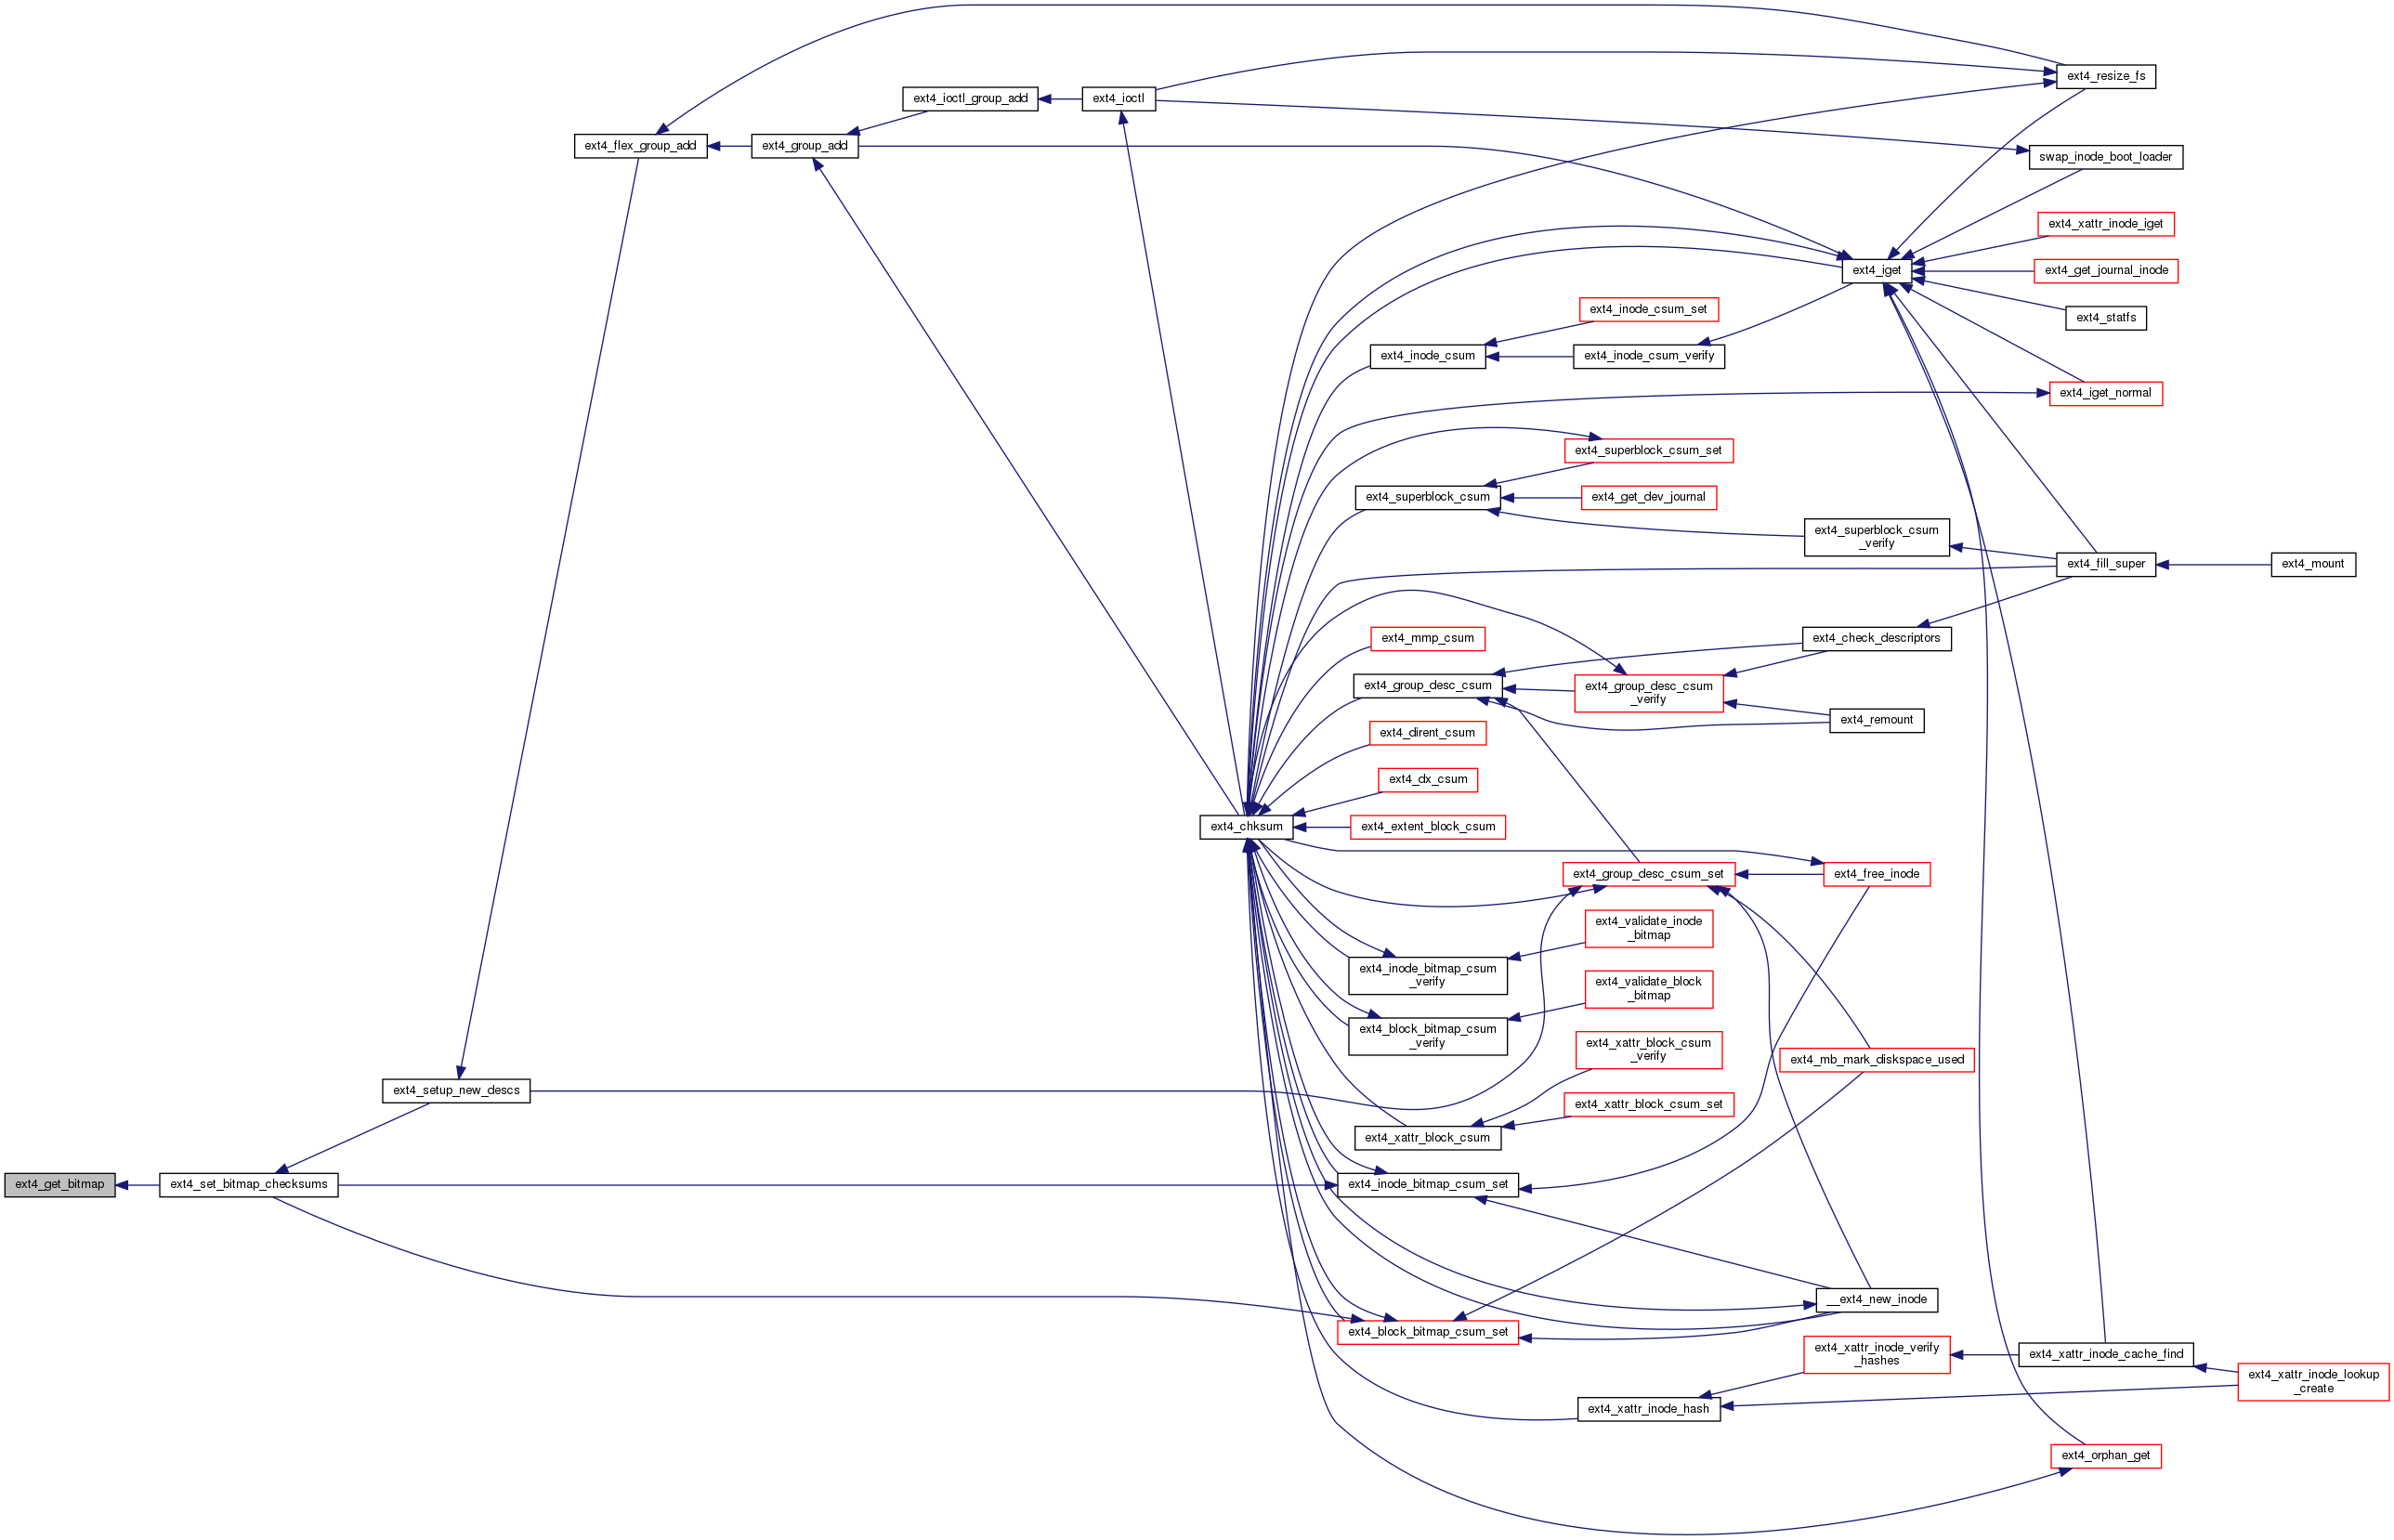 ext4_resize_fs
ext4_ioctl_group_add
ext4_ioctl
ext4_flex_group_add
ext4_group_add
swap_inode_boot_loader
ext4_xattr_inode_iget
ext4_iget
ext4_get_journal_inode
ext4_inode_csum_set
ext4_statfs
ext4_inode_csum
ext4_inode_csum_verify
ext4_iget_normal
ext4_superblock_csum_set
ext4_superblock_csum
ext4_get_dev_journal
ext4_superblock_csum
_verify
ext4_fill_super
ext4_mount
ext4_mmp_csum
ext4_check_descriptors
ext4_group_desc_csum
ext4_group_desc_csum
_verify
ext4_remount
ext4_dirent_csum
ext4_dx_csum
ext4_chksum
ext4_extent_block_csum
ext4_group_desc_csum_set
ext4_free_inode
ext4_validate_inode
_bitmap
ext4_inode_bitmap_csum
_verify
ext4_validate_block
_bitmap
ext4_block_bitmap_csum
_verify
ext4_xattr_block_csum
_verify
ext4_mb_mark_diskspace_used
ext4_setup_new_descs
ext4_xattr_block_csum_set
ext4_xattr_block_csum
ext4_get_bitmap
ext4_set_bitmap_checksums
ext4_inode_bitmap_csum_set
__ext4_new_inode
ext4_block_bitmap_csum_set
ext4_xattr_inode_verify
_hashes
ext4_xattr_inode_cache_find
ext4_xattr_inode_lookup
_create
ext4_xattr_inode_hash
ext4_orphan_get